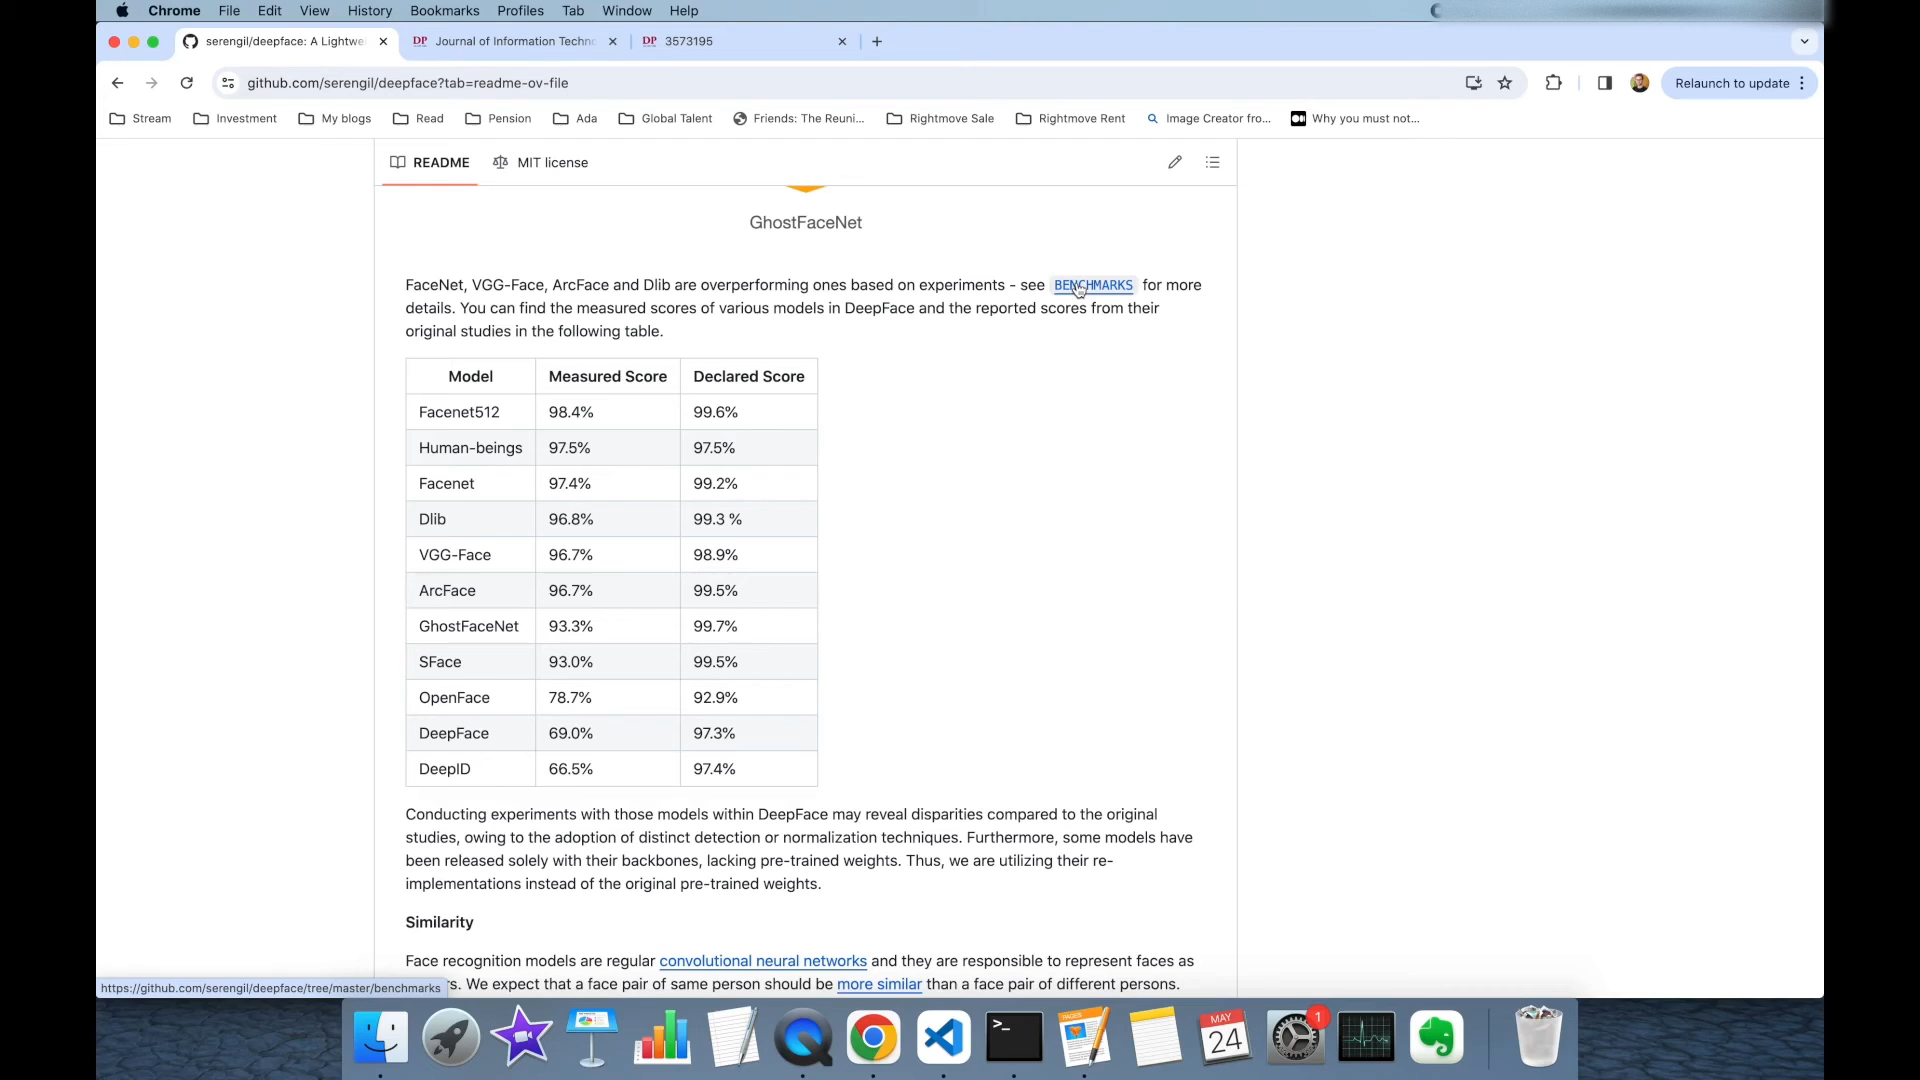 Chrome File Edit View History Bookmarks Profiles Tab Window Help
serengil/deepface: A Lightwei
DP Journal of Information Techno
DP 3573195
github.com/serengil/deepface?tab=readme-ov-file
Relaunch to update
Stream Investment My blogs Read Pension Ada Global Talent Friends: The Reuni... Rightmove Sale Rightmove Rent Image Creator fro... Why you must not...
README MIT license
GhostFaceNet
FaceNet, VGG-Face, ArcFace and Dlib are overperforming ones based on experiments - see BENCHMARKS for more
details. You can find the measured scores of various models in DeepFace and the reported scores from their
original studies in the following table.
Model Measured Score Declared Score
Facenet512 98.4% 99.6%
Human-beings 97.5% 97.5%
Facenet 97.4% 99.2%
Dlib 96.8% 99.3 %
VGG-Face 96.7% 98.9%
ArcFace 96.7% 99.5%
GhostFaceNet 93.3% 99.7%
SFace 93.0% 99.5%
OpenFace 78.7% 92.9%
DeepFace 69.0% 97.3%
DeepID 66.5% 97.4%
Conducting experiments with those models within DeepFace may reveal disparities compared to the original
studies, owing to the adoption of distinct detection or normalization techniques. Furthermore, some models have
been released solely with their backbones, lacking pre-trained weights. Thus, we are utilizing their re-
implementations instead of the original pre-trained weights.
Similarity
Face recognition models are regular convolutional neural networks and they are responsible to represent faces as
rs. We expect that a face pair of same person should be more similar than a face pair of different persons.
https://github.com/serengil/deepface/tree/master/benchmarks
>_
PAGES
MAY
24
1